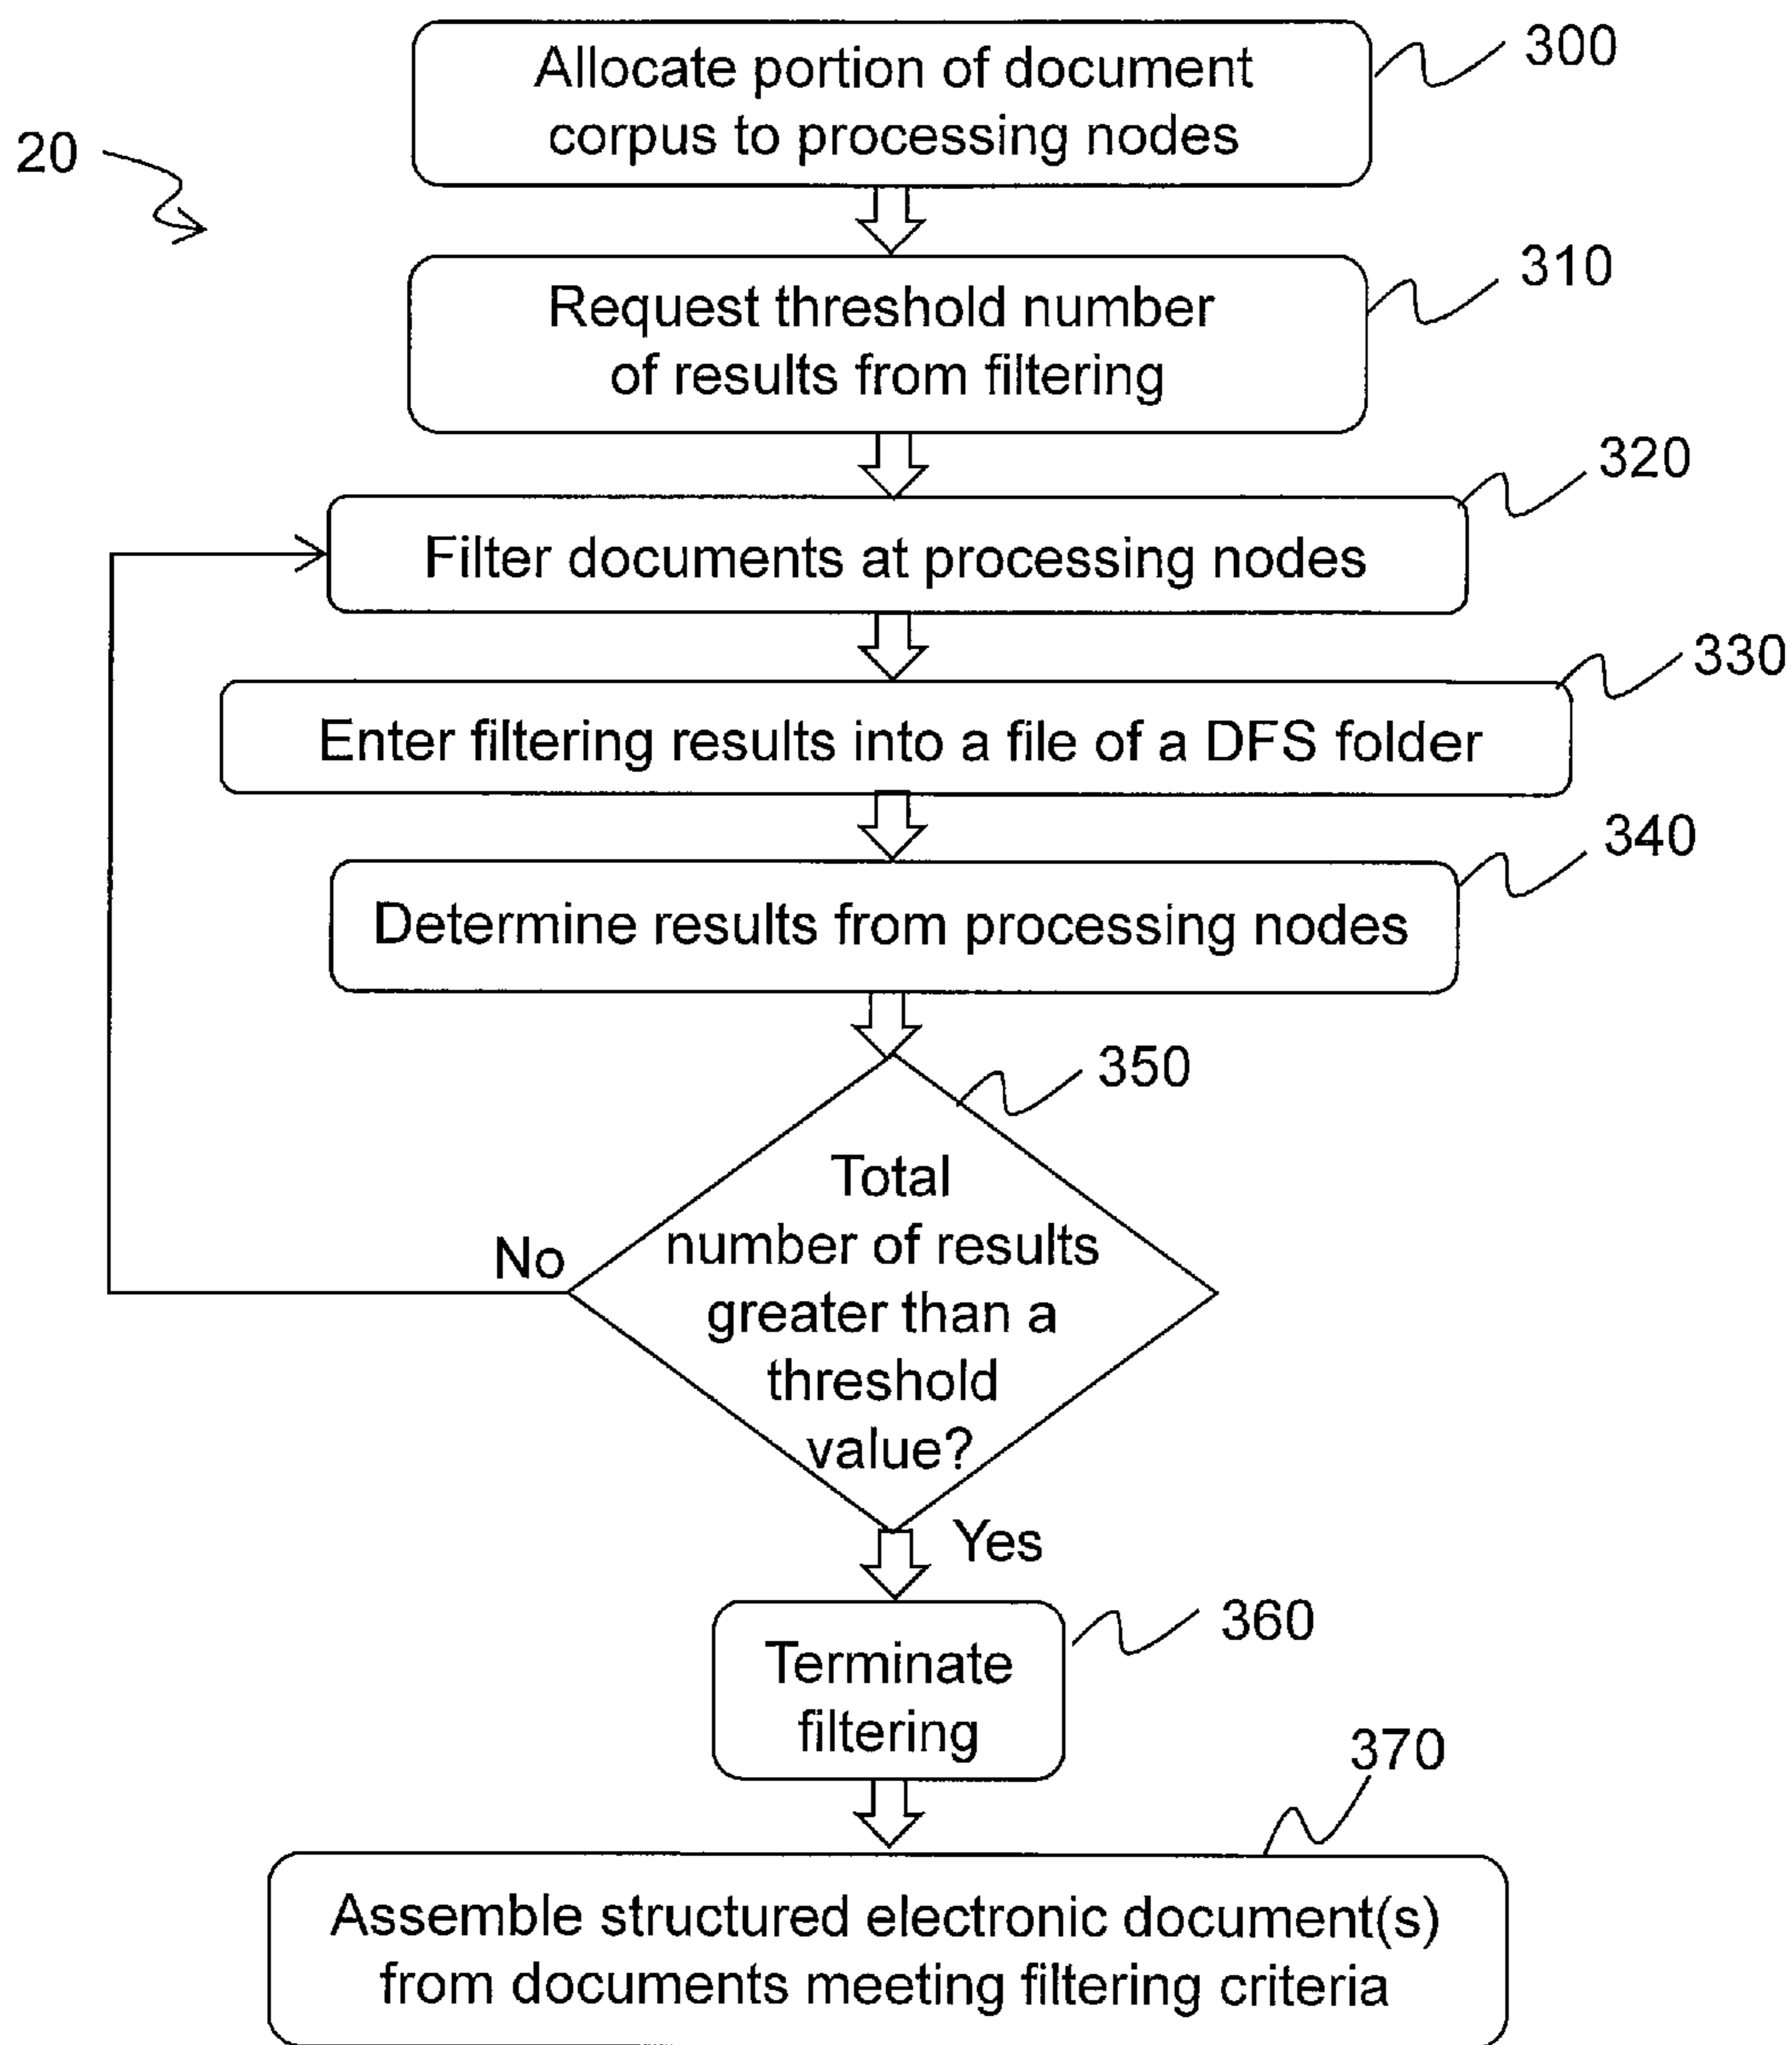 Allocate portion of document
corpus to processing nodes
300
20
Request threshold number
of results from filtering
310
320
Filter documents at processing nodes
330
Enter filtering results into a file of a DFS folder
340
Determine results from processing nodes
350
Total
number of results
greater than a
threshold
value?
No
Yes
360
Terminate
filtering
370
Assemble structured electronic document(s)
from documents meeting filtering criteria